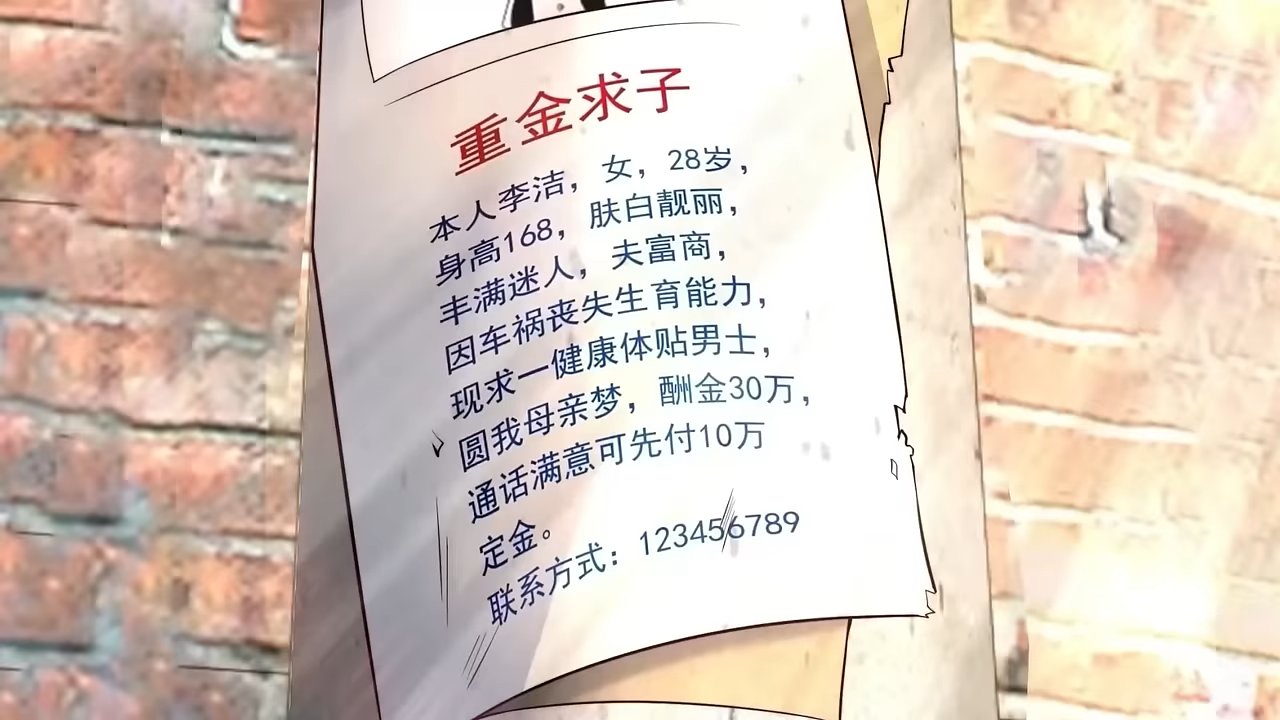 重金求子
本人李洁，女，28岁，
身高168，肤白靓丽，
丰满迷人，夫富商，
因车祸丧失生育能力，
现求一健康体贴男士，
圆我母亲梦，酬金30万，
通话满意可先付10万
定金。
联系方式：123456789